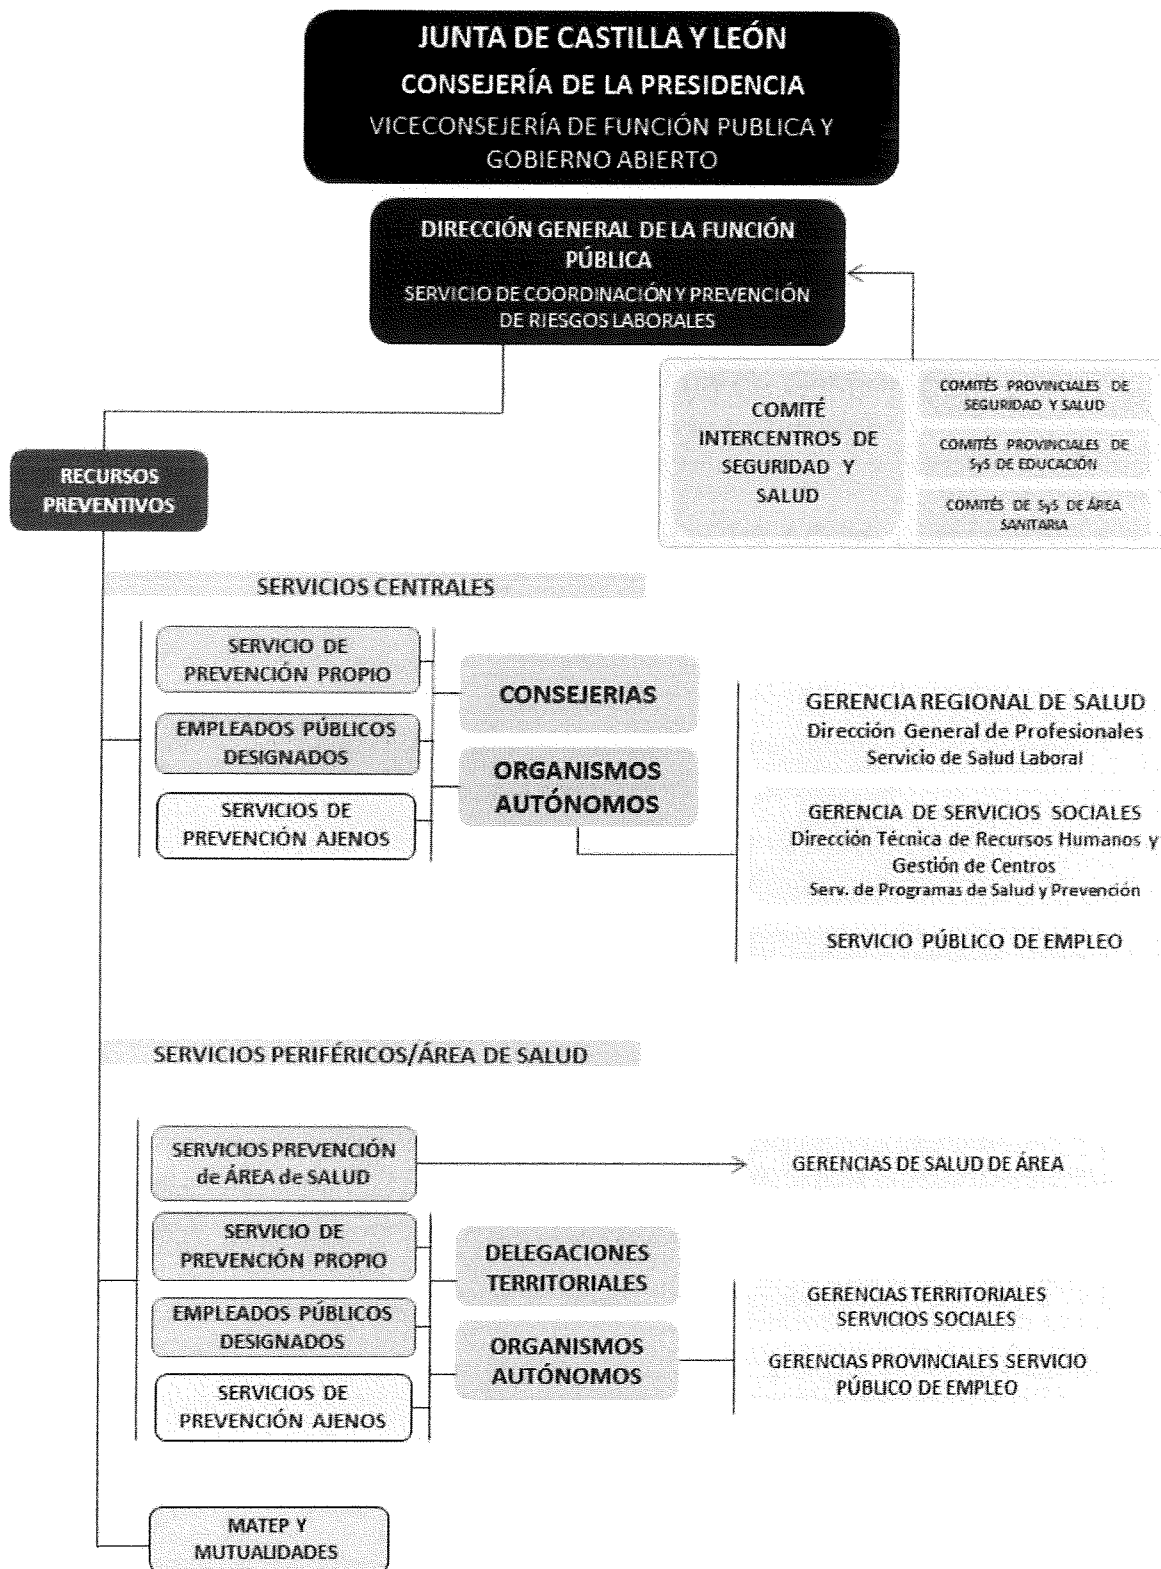 JUNTA DE CASTILLA Y LEÓN
CONSEJERÍA DE LA PRESIDENCIA
VICECONSEJERÍA DE FUNCIÓN PUBLICA Y
GOBIERNO ABIERTO
DIRECCIÓN GENERAL DE LA FUNCIÓN
PÚBLICA
SERVICIO DE COORDINACIÓN Y PREVENCIÓN
DE RIESGOS LABORALES
COMITÉ
INTERCENTROS DE
SEGURIDAD Y
SALUD
COMITÉS PROVINCIALES DE
SEGURIDAD Y SALUD
COMITÉS PROVINCIALES DE
SyS DE EDUCACIÓN
COMITÉS DE SyS DE ÁREA
SANITARIA
RECURSOS
PREVENTIVOS
SERVICIOS CENTRALES
SERVICIO DE
PREVENCIÓN PROPIO
EMPLEADOS PÚBLICOS
DESIGNADOS
SERVICIOS DE
PREVENCIÓN AJENOS
CONSEJERIAS
ORGANISMOS
AUTÓNOMOS
GERENCIA REGIONAL DE SALUD
Dirección General de Profesionales
Servicio de Salud Laboral
GERENCIA DE SERVICIOS SOCIALES
Dirección Técnica de Recursos Humanos y
Gestión de Centros
Serv. de Programas de Salud y Prevención
SERVICIO PÚBLICO DE EMPLEO
SERVICIOS PERIFÉRICOS/ÁREA DE SALUD
SERVICIOS PREVENCIÓN
de ÁREA de SALUD
GERENCIAS DE SALUD DE ÁREA
SERVICIO DE
PREVENCIÓN PROPIO
EMPLEADOS PÚBLICOS
DESIGNADOS
SERVICIOS DE
PREVENCIÓN AJENOS
DELEGACIONES
TERRITORIALES
ORGANISMOS
AUTÓNOMOS
GERENCIAS TERRITORIALES
SERVICIOS SOCIALES
GERENCIAS PROVINCIALES SERVICIO
PÚBLICO DE EMPLEO
MATEP Y
MUTUALIDADES